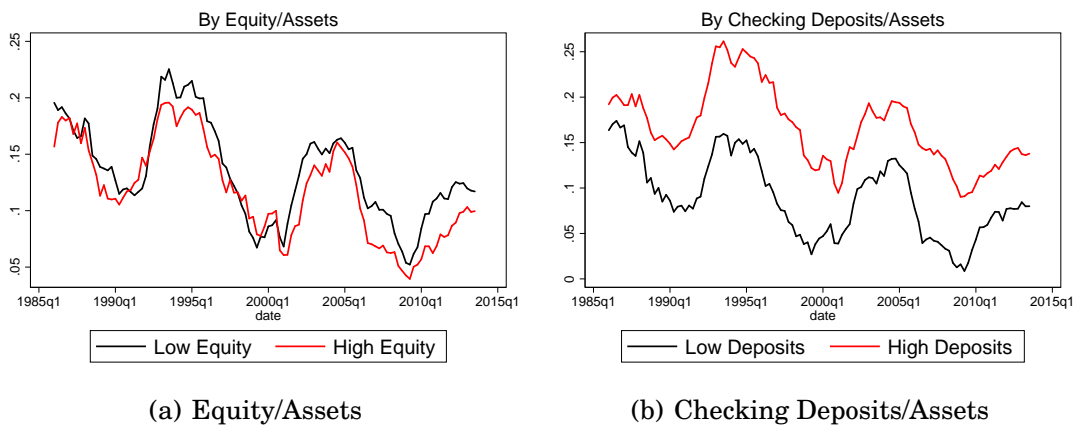 By Equity/Assets
.25
.2
.15
.1
.05
1985q1 1990q1 1995q1 2000q1 2005q1 2010q1 2015q1
date
Low Equity High Equity
(a) Equity/Assets
By Checking Deposits/Assets
.25
.2
.15
.1
.05
0
1985q1 1990q1 1995q1 2000q1 2005q1 2010q1 2015q1
date
Low Deposits High Deposits
(b) Checking Deposits/Assets